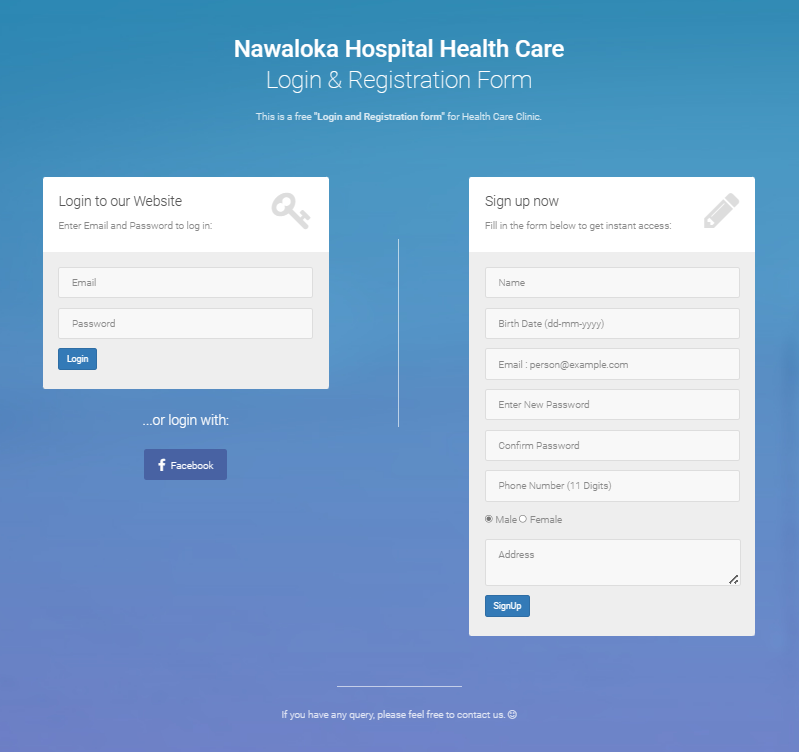 Nawaloka Hospital Health Care
Login & Registration Form
This is a free "Login and Registration form" for Health Care Clinic.
Login to our Website
Enter Email and Password to log in:
Email
Password
Login
...or login with:
Facebook
Sign up now
Fill in the form below to get instant access:
Name
Birth Date (dd-mm-yyyy)
Email : person@example.com
Enter New Password
Confirm Password
Phone Number (11 Digits)
Male Female
Address
SignUp
If you have any query, please feel free to contact us. 😊